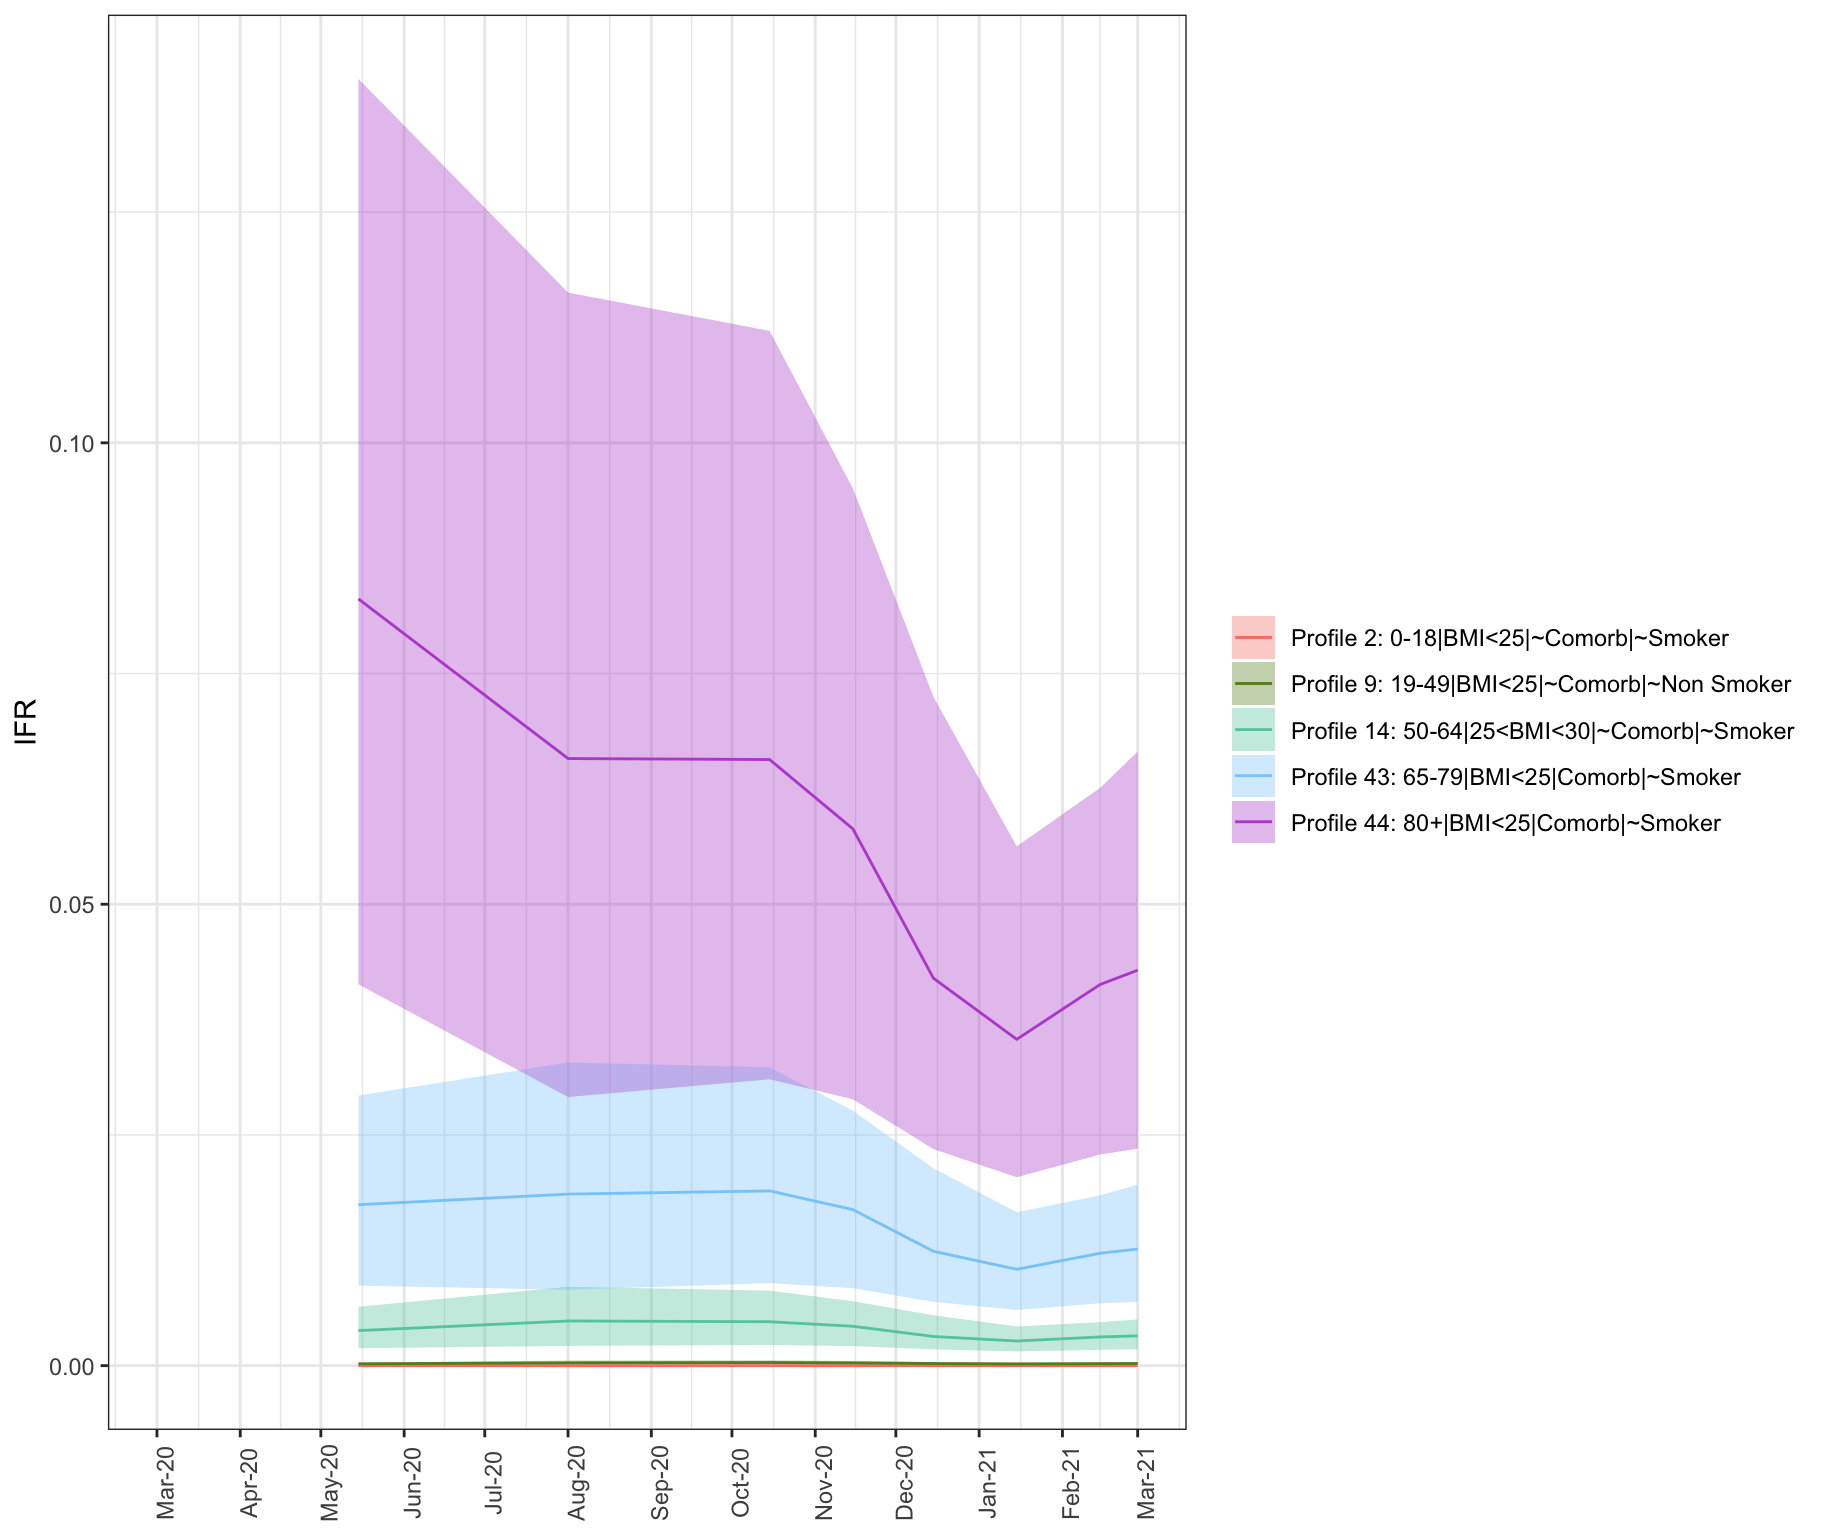 IFR
0.10
0.05
0.00
Mar-20
Apr-20
May-20
Jun-20
Jul-20
Aug-20
Sep-20
Oct-20
Nov-20
Dec-20
Jan-21
Feb-21
Mar-21
Profile 2: 0-18|BMI<25|~Comorb|~Smoker
Profile 9: 19-49|BMI<25|~Comorb|~Non Smoker
Profile 14: 50-64|25<BMI<30|~Comorb|~Smoker
Profile 43: 65-79|BMI<25|Comorb|~Smoker
Profile 44: 80+|BMI<25|Comorb|~Smoker